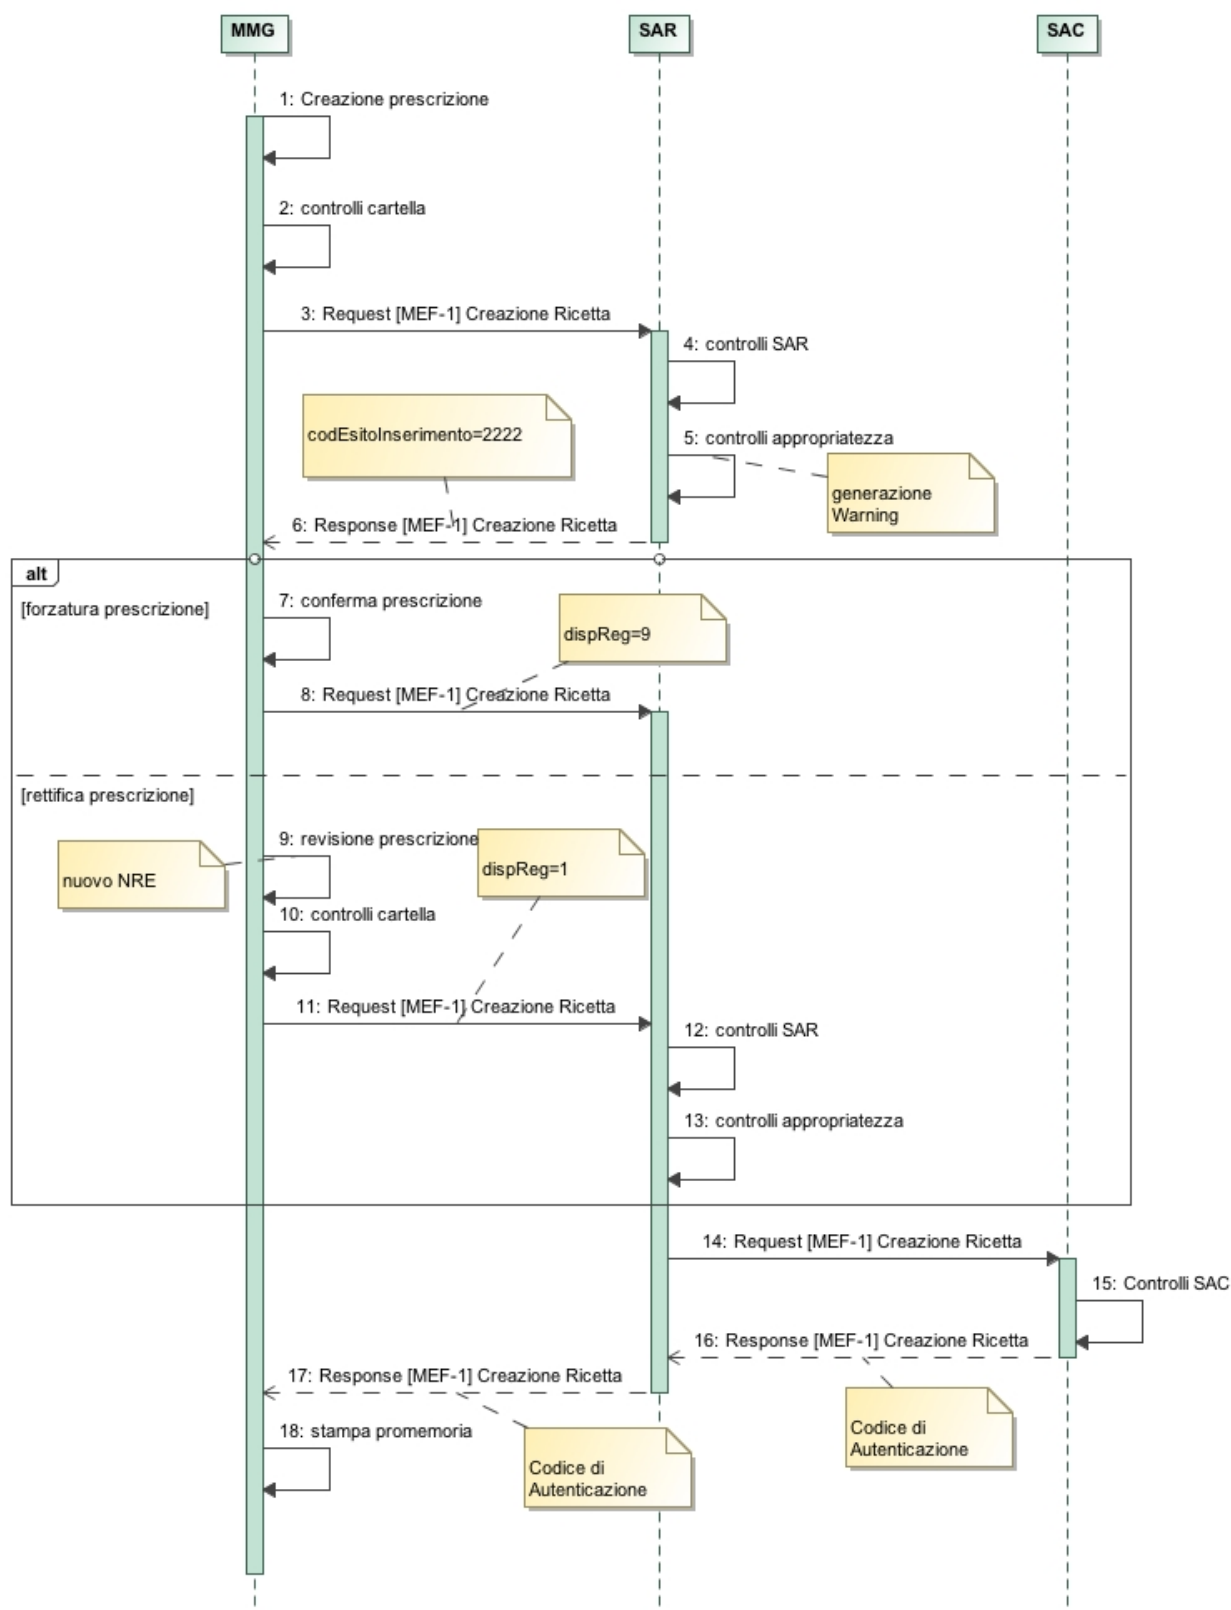 MMG
SAR
SAC
1: Creazione prescrizione
2: controlli cartella
3: Request [MEF-1] Creazione Ricetta
4: controlli SAR
codEsitoInserimento=2222
5: controlli appropriatezza
generazione
Warning
6: Response [MEF-1] Creazione Ricetta
alt
[forzatura prescrizione]
7: conferma prescrizione
dispReg=9
8: Request [MEF-1] Creazione Ricetta
[rettifica prescrizione]
9: revisione prescrizione
nuovo NRE
dispReg=1
10: controlli cartella
11: Request [MEF-1] Creazione Ricetta
12: controlli SAR
13: controlli appropriatezza
14: Request [MEF-1] Creazione Ricetta
15: Controlli SAC
16: Response [MEF-1] Creazione Ricetta
17: Response [MEF-1] Creazione Ricetta
Codice di
Autenticazione
18: stampa promemoria
Codice di
Autenticazione